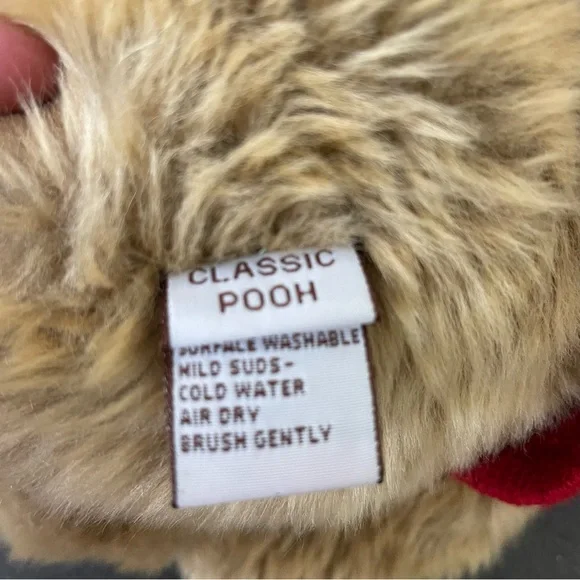 CLASSIC
POOH
SURFACE WASHABLE
MILD SUDS-
COLD WATER
AIR DRY
BRUSH GENTLY